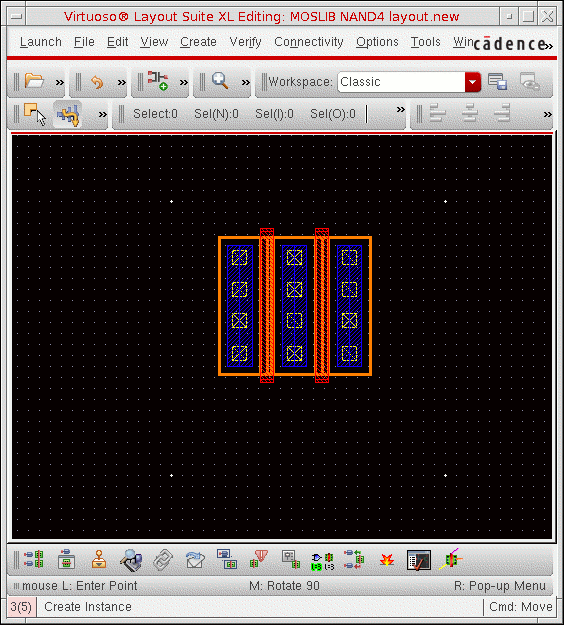 Virtuoso® Layout Suite XL Editing: MOSLIB NAND4 layout.new
Launch File Edit View Create Verify Connectivity Options Tools Win cādence »
» » » » Workspace: Classic
Select:0 Sel(N):0 Sel(I):0 Sel(O):0 » »
mouse L: Enter Point M: Rotate 90 R: Pop-up Menu
3(5) Create Instance Cmd: Move